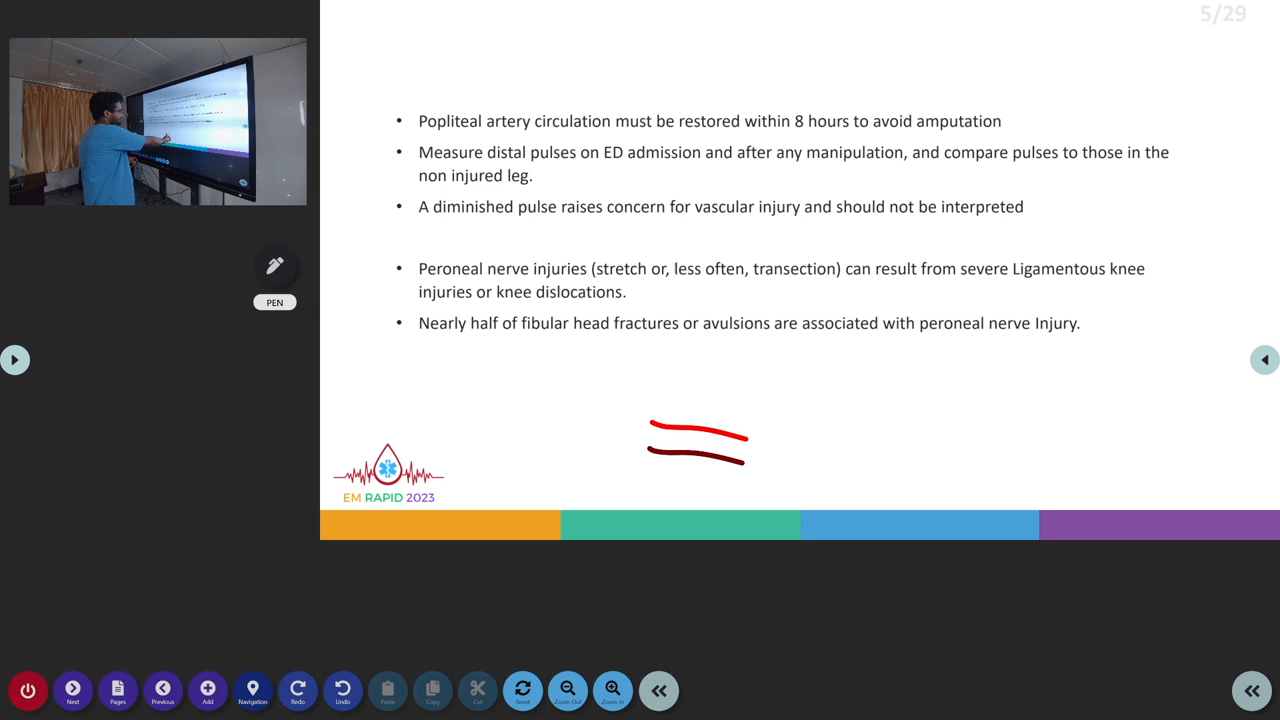 5/29
• Popliteal artery circulation must be restored within 8 hours to avoid amputation
• Measure distal pulses on ED admission and after any manipulation, and compare pulses to those in the
non injured leg.
• A diminished pulse raises concern for vascular injury and should not be interpreted
• Peroneal nerve injuries (stretch or, less often, transection) can result from severe Ligamentous knee
injuries or knee dislocations.
• Nearly half of fibular head fractures or avulsions are associated with peroneal nerve Injury.
PEN
EM RAPID 2023
Next Pages Previous Add Navigation Redo Undo Paste Copy Cut Reset Zoom Out Zoom In